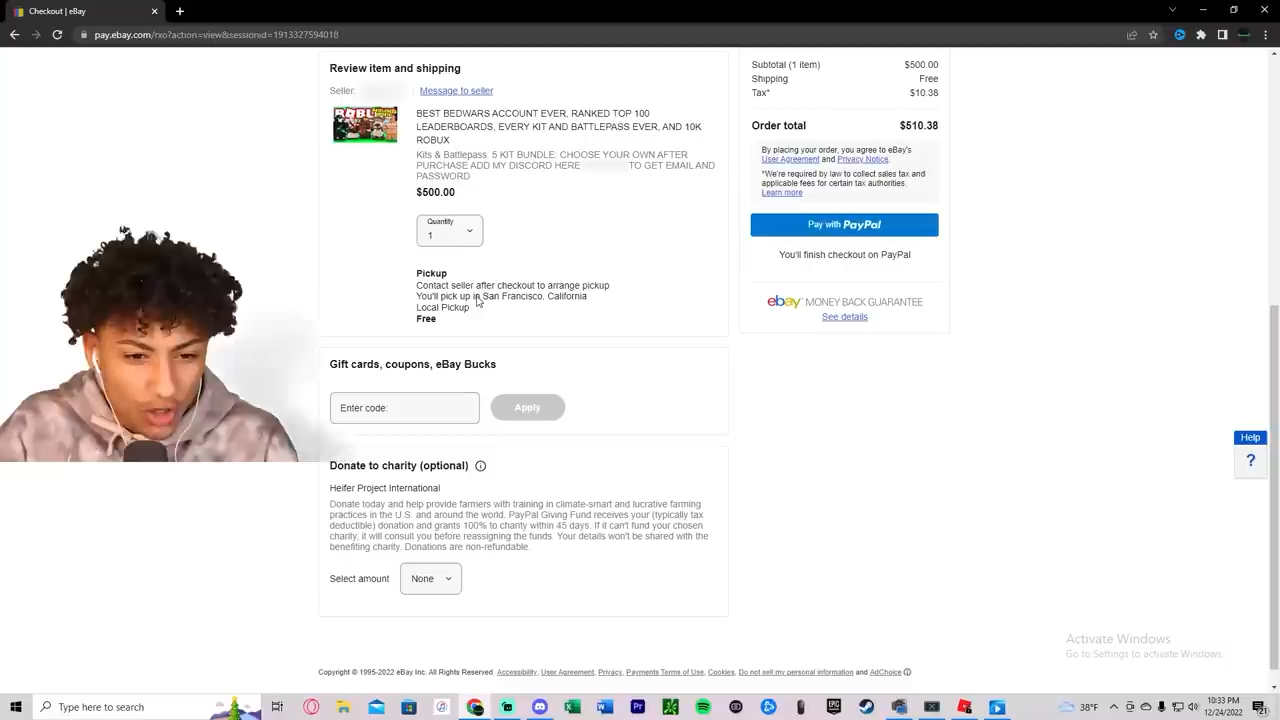 Checkout | eBay
pay.ebay.com/rxo?action=view&sessionid=1913327594018
Review item and shipping
Seller:
Message to seller
BEST BEDWARS ACCOUNT EVER, RANKED TOP 100
LEADERBOARDS, EVERY KIT AND BATTLEPASS EVER, AND 10K
ROBUX
Kits & Battlepass 5 KIT BUNDLE: CHOOSE YOUR OWN AFTER
PURCHASE ADD MY DISCORD HERE TO GET EMAIL AND
PASSWORD
$500.00
Quantity
1
Pickup
Contact seller after checkout to arrange pickup
You'll pick up in San Francisco, California
Local Pickup
Free
Gift cards, coupons, eBay Bucks
Enter code:
Apply
Donate to charity (optional)
Heifer Project International
Donate today and help provide farmers with training in climate-smart and lucrative farming
practices in the U.S. and around the world. PayPal Giving Fund receives your (typically tax
deductible) donation and grants 100% to charity within 45 days. If it can't fund your chosen
charity, it will consult you before reassigning the funds. Your details won't be shared with the
benefiting charity. Donations are non-refundable.
Select amount
None
Subtotal (1 item) $500.00
Shipping Free
Tax* $10.38
Order total $510.38
By placing your order, you agree to eBay's
User Agreement and Privacy Notice.
*We're required by law to collect sales tax and
applicable fees for certain tax authorities.
Learn more
Pay with PayPal
You'll finish checkout on PayPal
ebay MONEY BACK GUARANTEE
See details
Help
?
Activate Windows
Go to Settings to activate Windows.
Copyright © 1995-2022 eBay Inc. All Rights Reserved. Accessibility, User Agreement, Privacy, Payments Terms of Use, Cookies, Do not sell my personal information and AdChoice
Type here to search
38°F
10:33 PM
12/24/2022